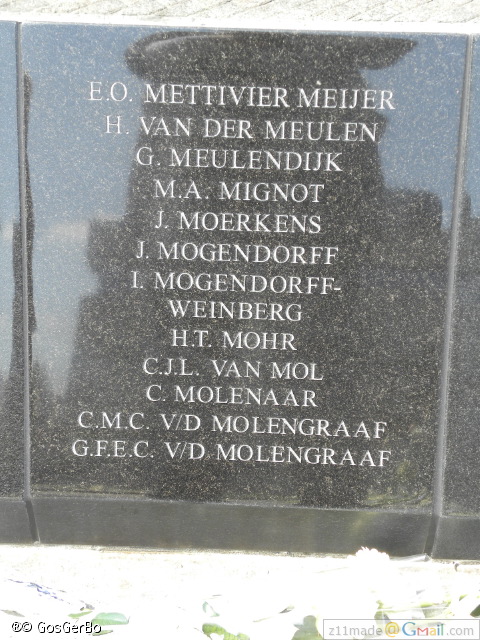 E.O. METTIVIER MEIJER
H. VAN DER MEULEN
G. MEULENDIJK
M.A. MIGNOT
J. MOERKENS
J. MOGENDORFF
I. MOGENDORFF-
WEINBERG
H.T. MOHR
C.J.L. VAN MOL
C. MOLENAAR
C.M.C. V/D MOLENGRAAF
G.F.E.C. V/D MOLENGRAAF
®© GosGerBo
z11made@Gmail.com